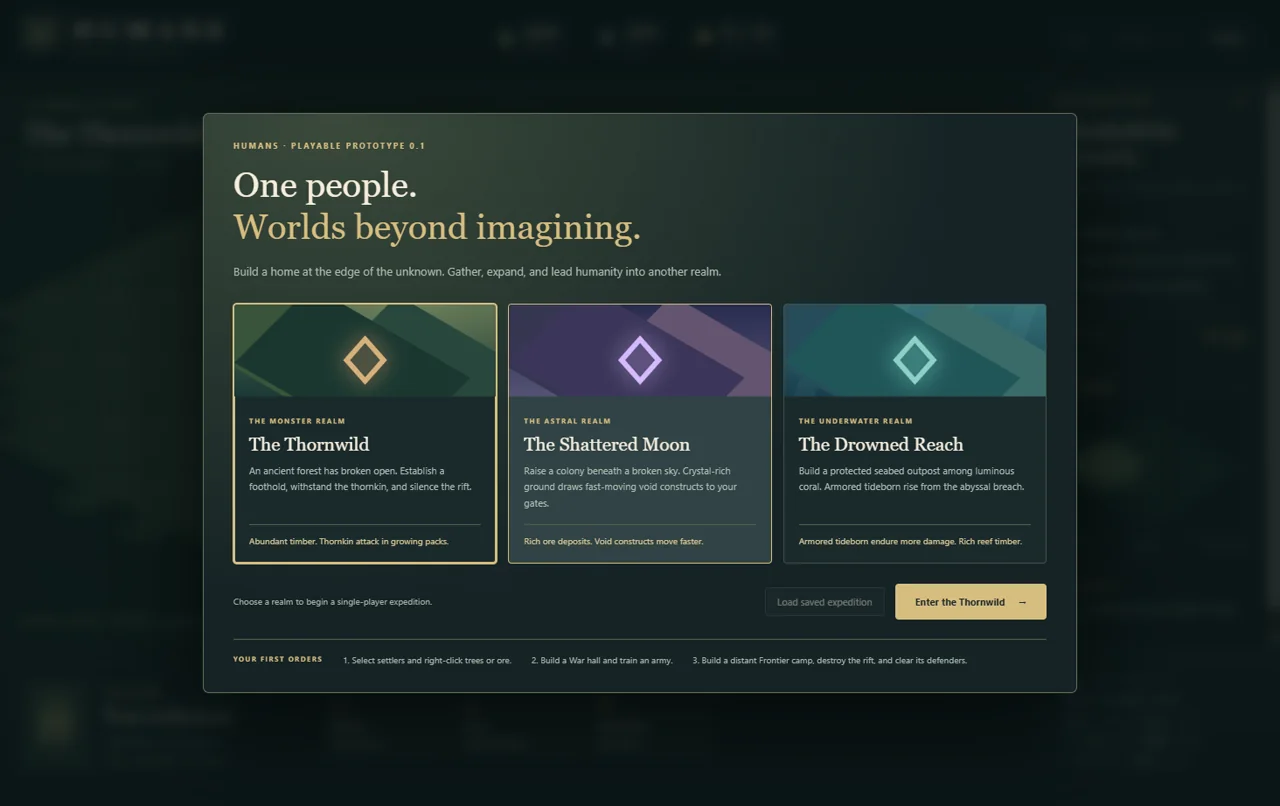 HUMANS · PLAYABLE PROTOTYPE 0.1
One people.
Worlds beyond imagining.
Build a home at the edge of the unknown. Gather, expand, and lead humanity into another realm.
THE MONSTER REALM
The Thornwild
An ancient forest has broken open. Establish a
foothold, withstand the thornkin, and silence the rift.
Abundant timber. Thornkin attack in growing packs.
THE ASTRAL REALM
The Shattered Moon
Raise a colony beneath a broken sky. Crystal-rich
ground draws fast-moving void constructs to your
gates.
Rich ore deposits. Void constructs move faster.
THE UNDERWATER REALM
The Drowned Reach
Build a protected seabed outpost among luminous
coral. Armored tideborn rise from the abyssal breach.
Armored tideborn endure more damage. Rich reef timber.
Choose a realm to begin a single-player expedition.
Load saved expedition
Enter the Thornwild →
YOUR FIRST ORDERS
1. Select settlers and right-click trees or ore.
2. Build a War hall and train an army.
3. Build a distant Frontier camp, destroy the rift, and clear its defenders.